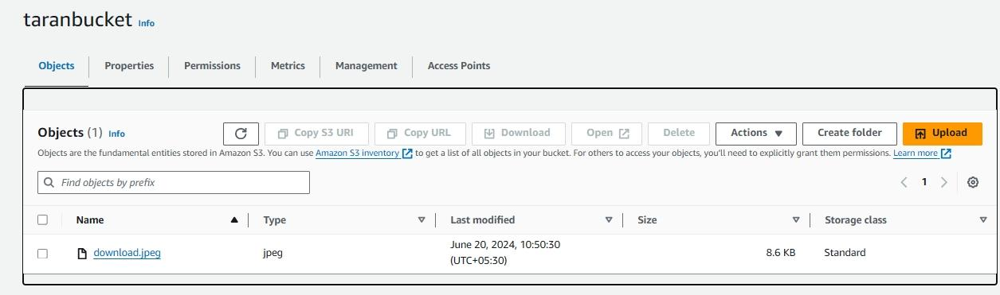 taranbucket Info
Objects Properties Permissions Metrics Management Access Points
Objects (1) Info Copy S3 URI Copy URL Download Open Delete Actions Create folder Upload
Objects are the fundamental entities stored in Amazon S3. You can use Amazon S3 inventory to get a list of all objects in your bucket. For others to access your objects, you'll need to explicitly grant them permissions. Learn more
Find objects by prefix 1
Name Type Last modified Size Storage class
download.jpeg jpeg June 20, 2024, 10:50:30 8.6 KB Standard
(UTC+05:30)